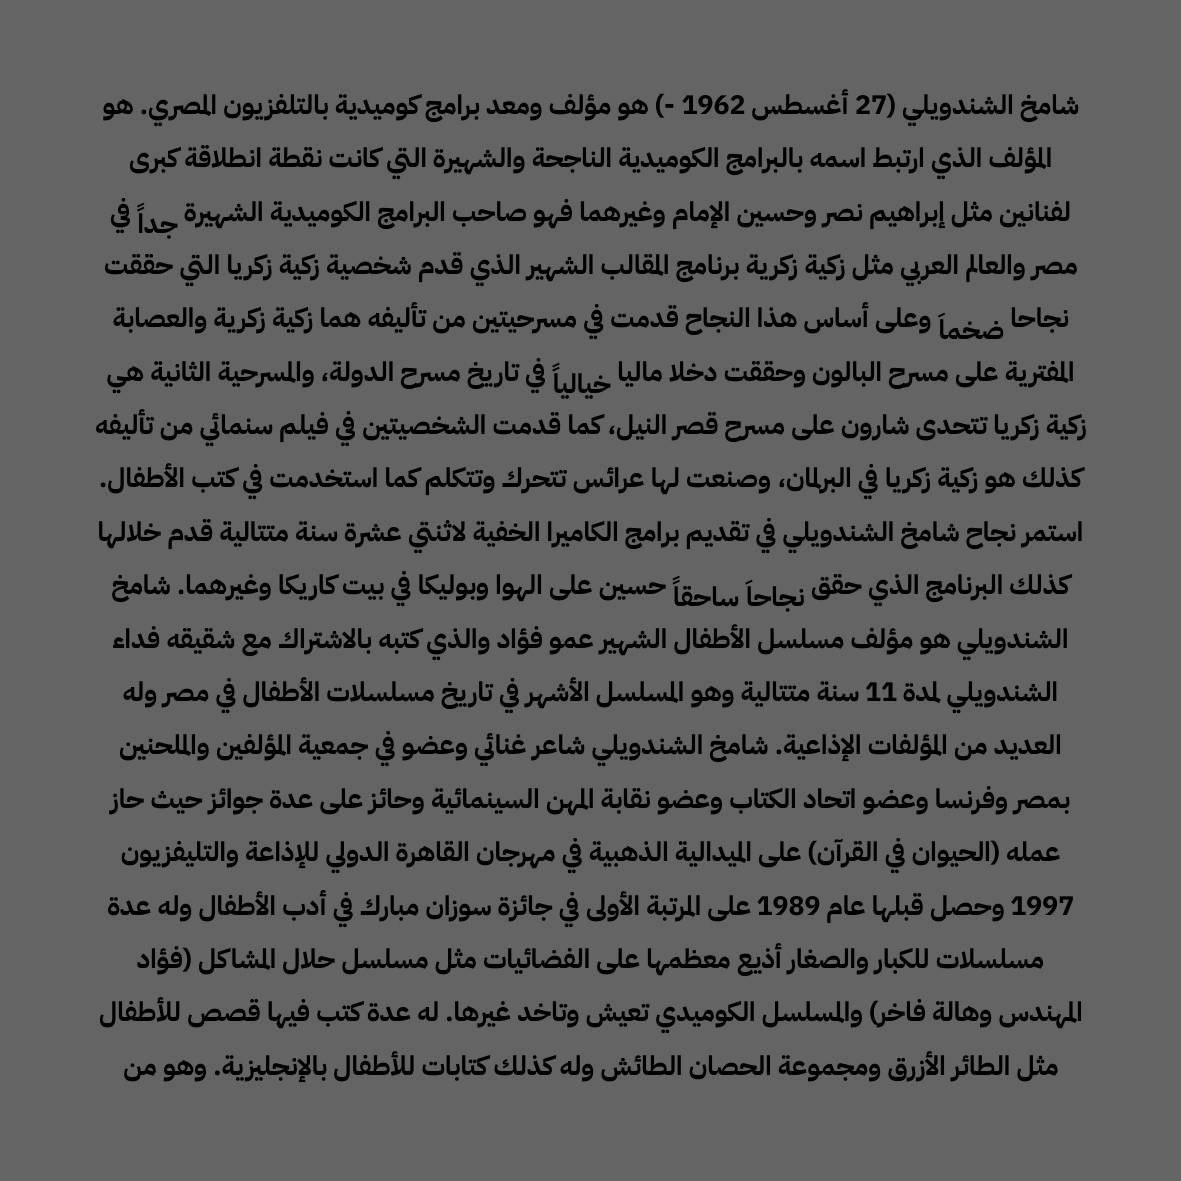 شامخ الشندويلي (27 أغسطس 1962 -) هو مؤلف ومعد برامج كوميدية بالتلفزيون المصري. هو
المؤلف الذي ارتبط اسمه بالبرامج الكوميدية الناجحة والشهيرة التي كانت نقطة انطلاقة كبرى
لفنانين مثل إبراهيم نصر وحسين الإمام وغيرهما فهو صاحب البرامج الكوميدية الشهيرة جداً في
مصر والعالم العربي مثل زكية زكرية برنامج المقالب الشهير الذي قدم شخصية زكية زكريا التي حققت
نجاحا ضخماَ وعلى أساس هذا النجاح قدمت في مسرحيتين من تأليفه هما زكية زكرية والعصابة
المفترية على مسرح البالون وحققت دخلا ماليا خيالياً في تاريخ مسرح الدولة، والمسرحية الثانية هي
زكية زكريا تتحدى شارون على مسرح قصر النيل، كما قدمت الشخصيتين في فيلم سنمائي من تأليفه
كذلك هو زكية زكريا في البرلمان، وصنعت لها عرائس تتحرك وتتكلم كما استخدمت في كتب الأطفال.
استمر نجاح شامخ الشندويلي في تقديم برامج الكاميرا الخفية لاثنتي عشرة سنة متتالية قدم خلالها
كذلك البرنامج الذي حقق نجاحاَ ساحقاً حسين على الهوا وبوليكا في بيت كاريكا وغيرهما. شامخ
الشندويلي هو مؤلف مسلسل الأطفال الشهير عمو فؤاد والذي كتبه بالاشتراك مع شقيقه فداء
الشندويلي لمدة 11 سنة متتالية وهو المسلسل الأشهر في تاريخ مسلسلات الأطفال في مصر وله
العديد من المؤلفات الإذاعية. شامخ الشندويلي شاعر غنائي وعضو في جمعية المؤلفين والملحنين
بمصر وفرنسا وعضو اتحاد الكتاب وعضو نقابة المهن السينمائية وحائز على عدة جوائز حيث حاز
عمله (الحيوان في القرآن) على الميدالية الذهبية في مهرجان القاهرة الدولي للإذاعة والتليفزيون
1997 وحصل قبلها عام 1989 على المرتبة الأولى في جائزة سوزان مبارك في أدب الأطفال وله عدة
مسلسلات للكبار والصغار أذيع معظمها على الفضائيات مثل مسلسل حلال المشاكل (فؤاد
المهندس وهالة فاخر) والمسلسل الكوميدي تعيش وتاخد غيرها. له عدة كتب فيها قصص للأطفال
مثل الطائر الأزرق ومجموعة الحصان الطائش وله كذلك كتابات للأطفال بالإنجليزية. وهو من